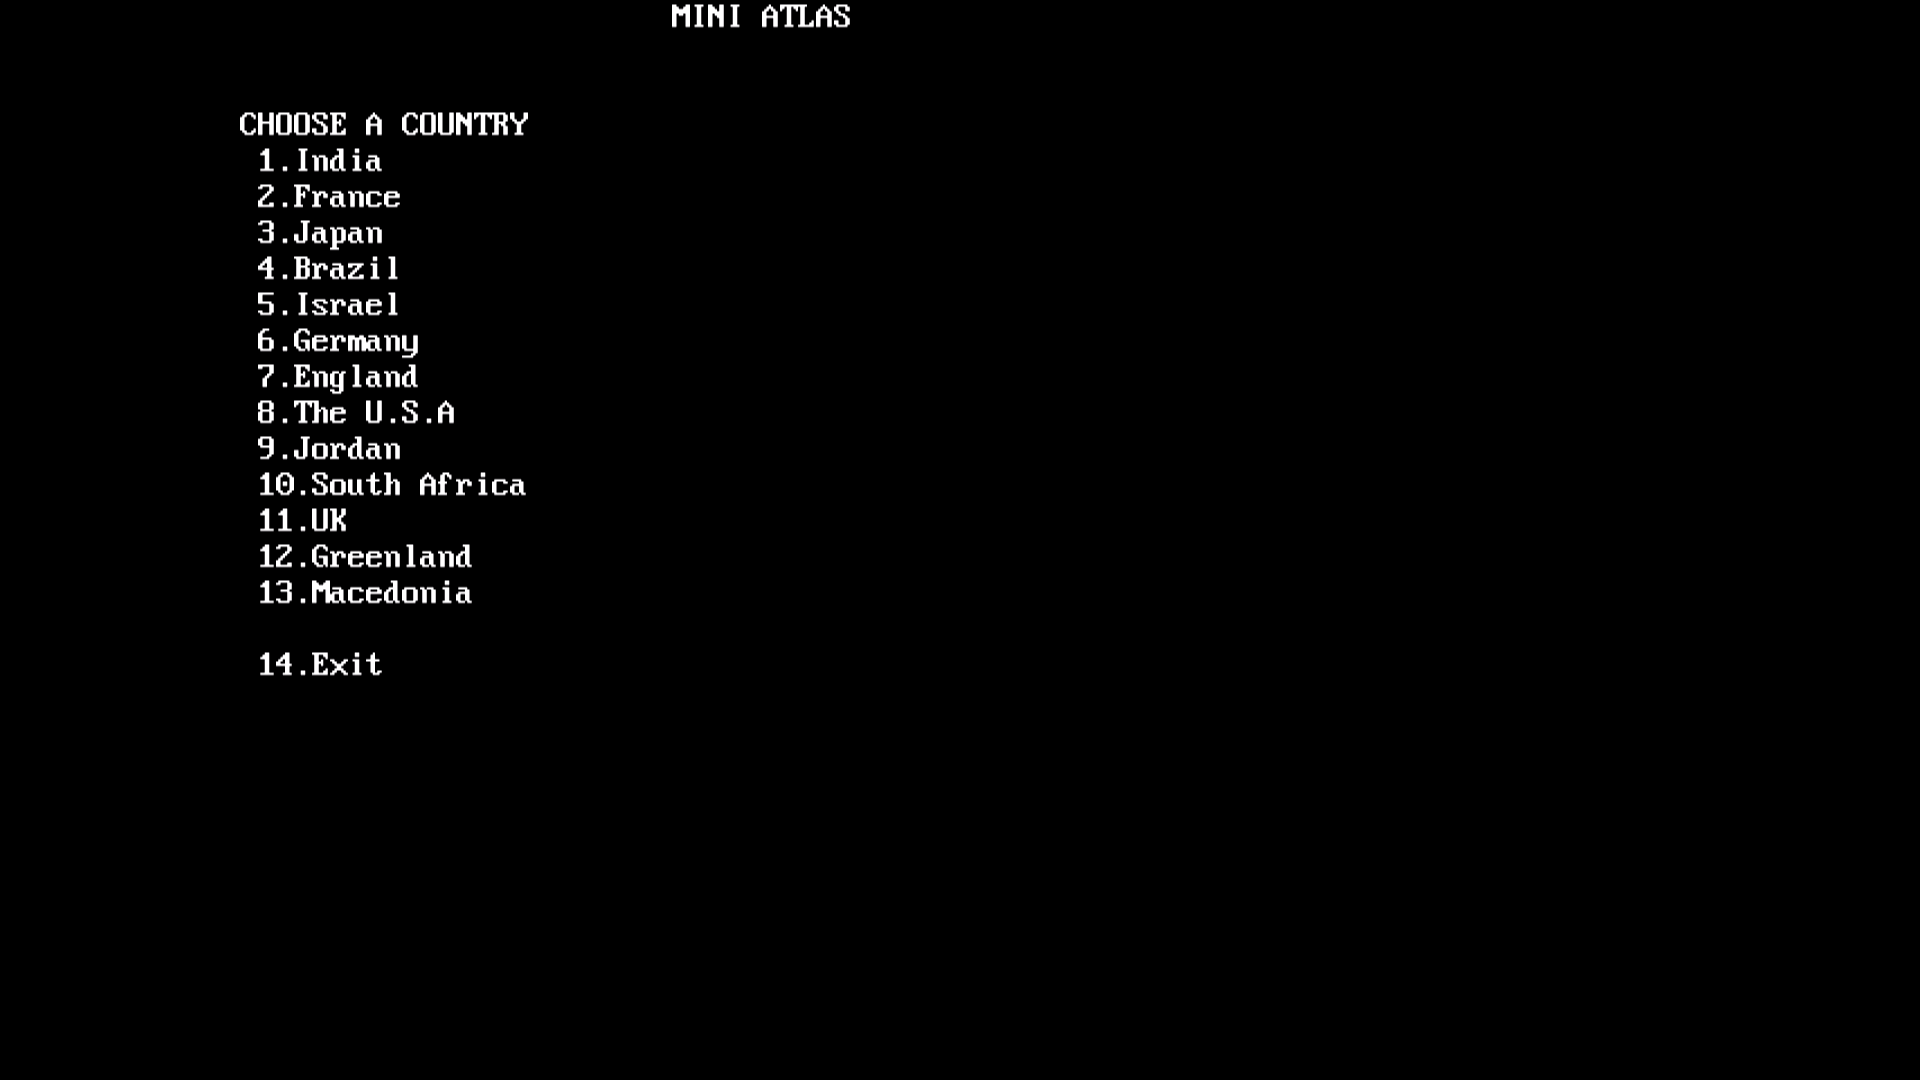 MINI ATLAS
CHOOSE A COUNTRY
1.India
2.France
3.Japan
4.Brazil
5.Israel
6.Germany
7.England
8.The U.S.A
9.Jordan
10.South Africa
11.UK
12.Greenland
13.Macedonia
14.Exit